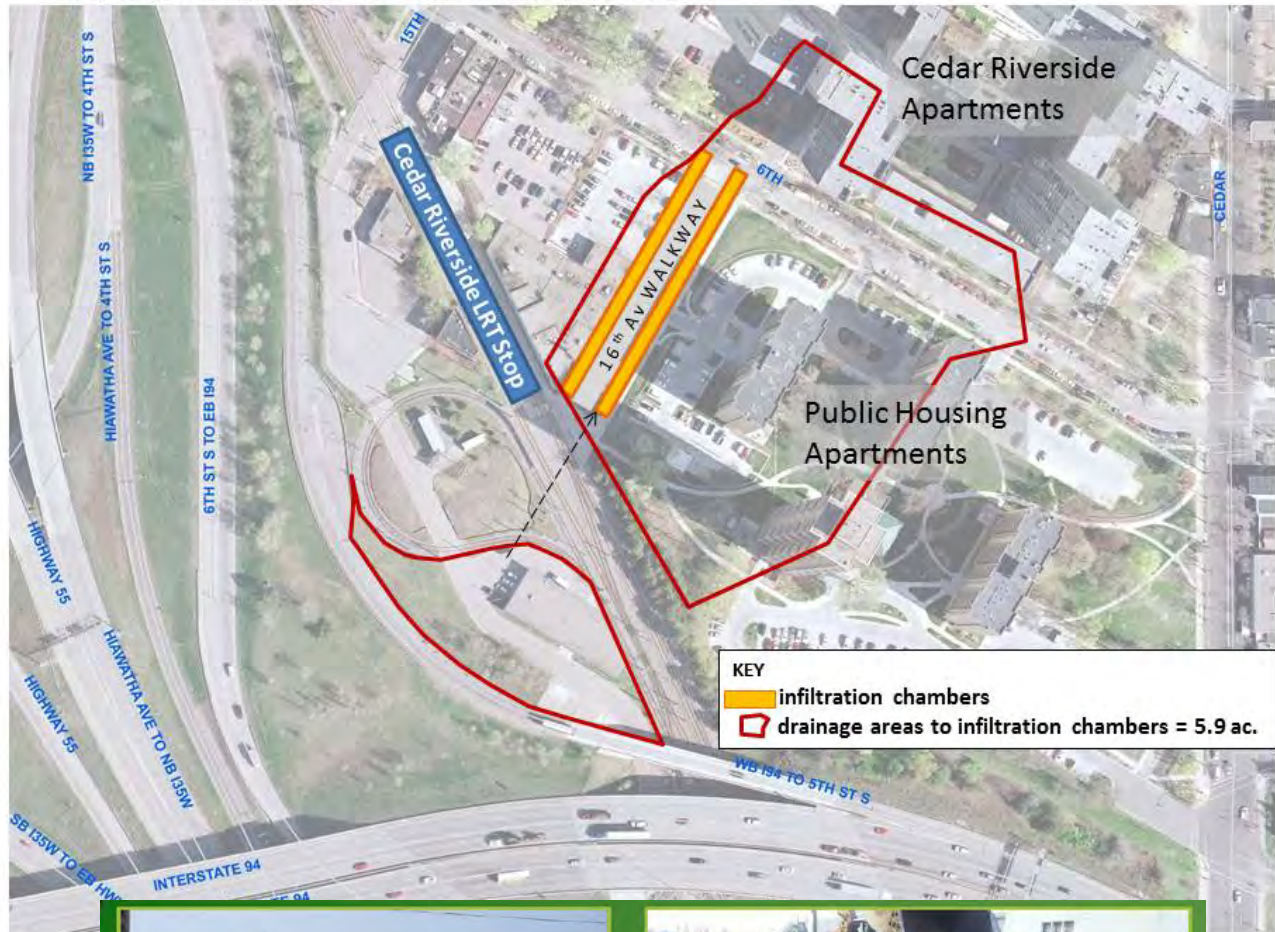 15TH
NB I35W TO 4TH ST S
HIAWATHA AVE TO 4TH ST S
6TH ST S TO EB I94
Cedar Riverside LRT Stop
Cedar Riverside
Apartments
6TH
16th Av WALKWAY
CEDAR
Public Housing
Apartments
HIGHWAY 55
HIAWATHA AVE TO NB I35W
HIGHWAY 55
KEY
infiltration chambers
drainage areas to infiltration chambers = 5.9 ac.
WB I94 TO 5TH ST S
SB I35W TO EB
INTERSTATE 94
94